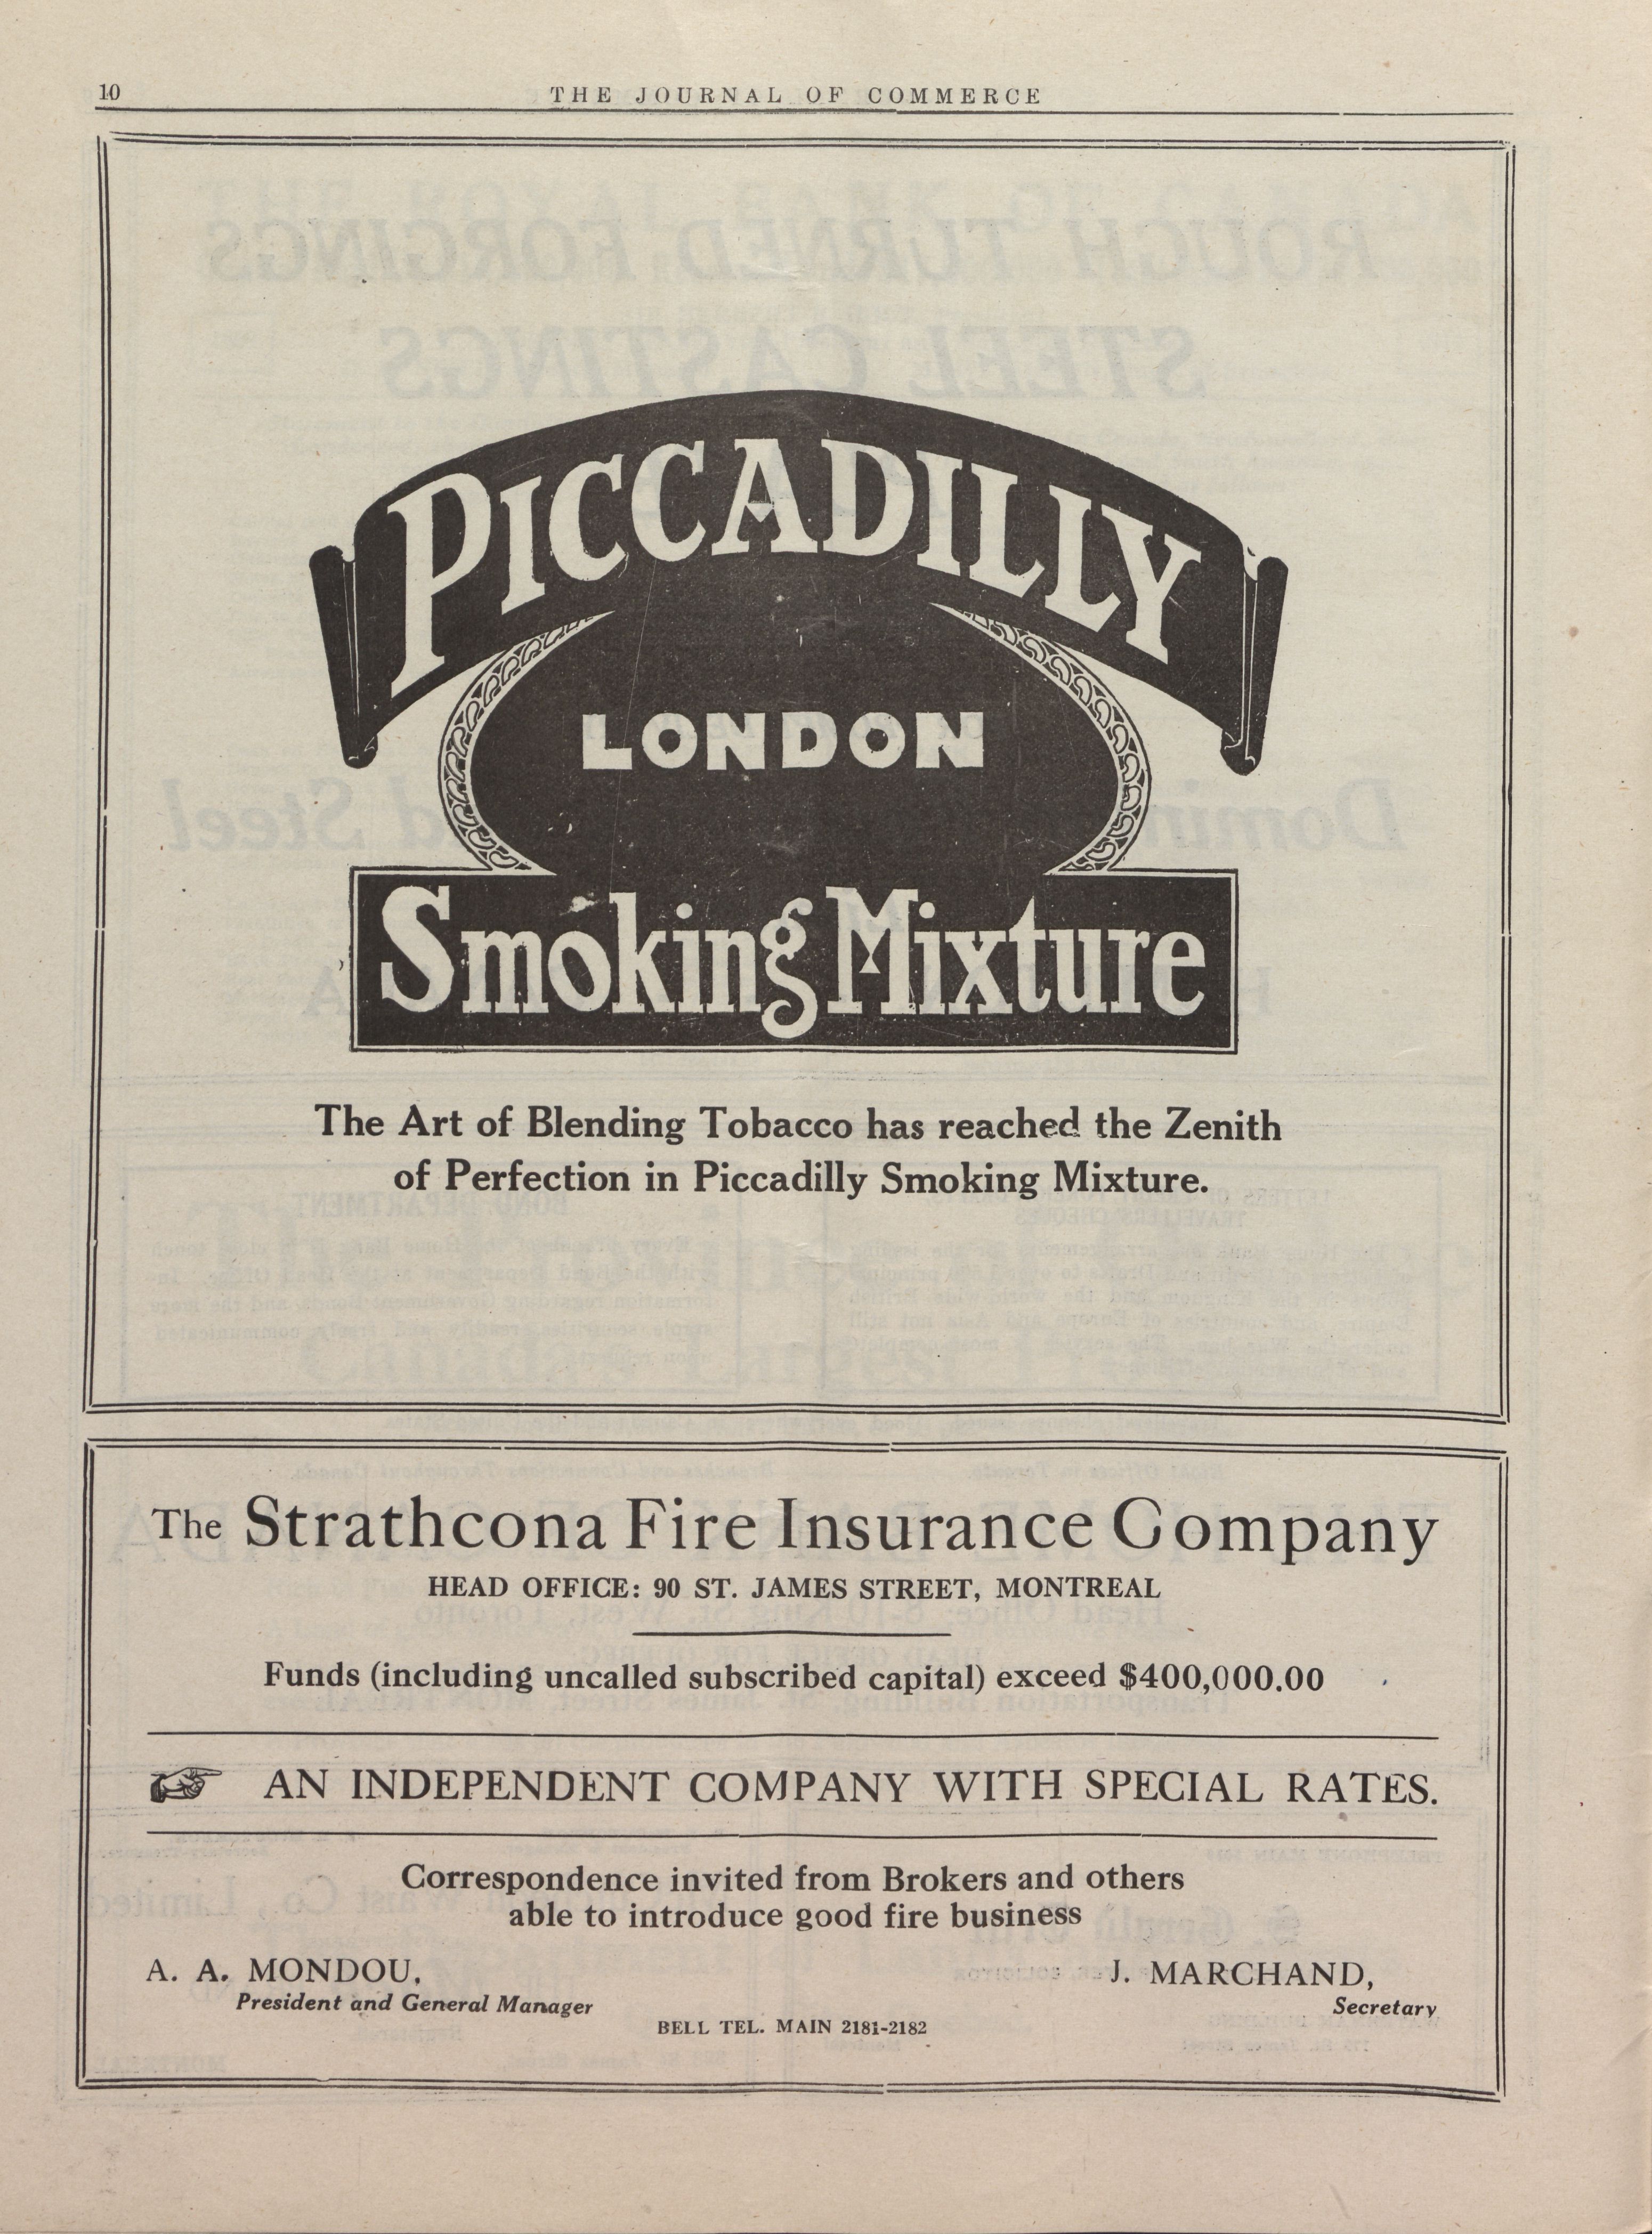 10
THE JOURNAL OF COMMERCE
PICCADILLY
LONDON
Smoking Mixture
The Art of Blending Tobacco has reached the Zenith
of Perfection in Piccadilly Smoking Mixture.
The Strathcona Fire Insurance Company
HEAD OFFICE: 90 ST. JAMES STREET, MONTREAL
Funds (including uncalled subscribed capital) exceed $400,000.00
☞ AN INDEPENDENT COMPANY WITH SPECIAL RATES.
Correspondence invited from Brokers and others
able to introduce good fire business
A. A. MONDOU, J. MARCHAND,
President and General Manager Secretary
BELL TEL. MAIN 2181-2182